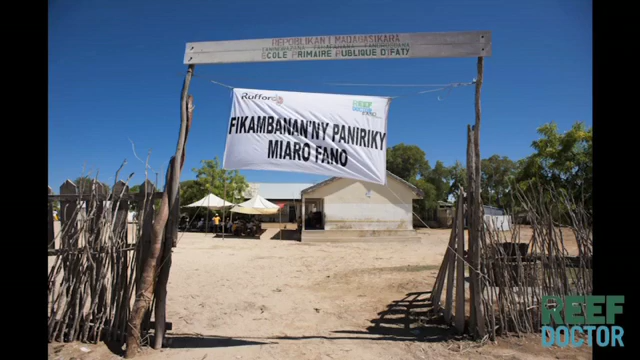 REPOBLIKAN'I MADAGASIKARA
ECOLE PRIMAIRE PUBLIQUE D'IFATY
Rufford
REEF
DOCTOR
FIKAMBANAN'NY PANIRIKY
MIARO FANO
REEF
DOCTOR